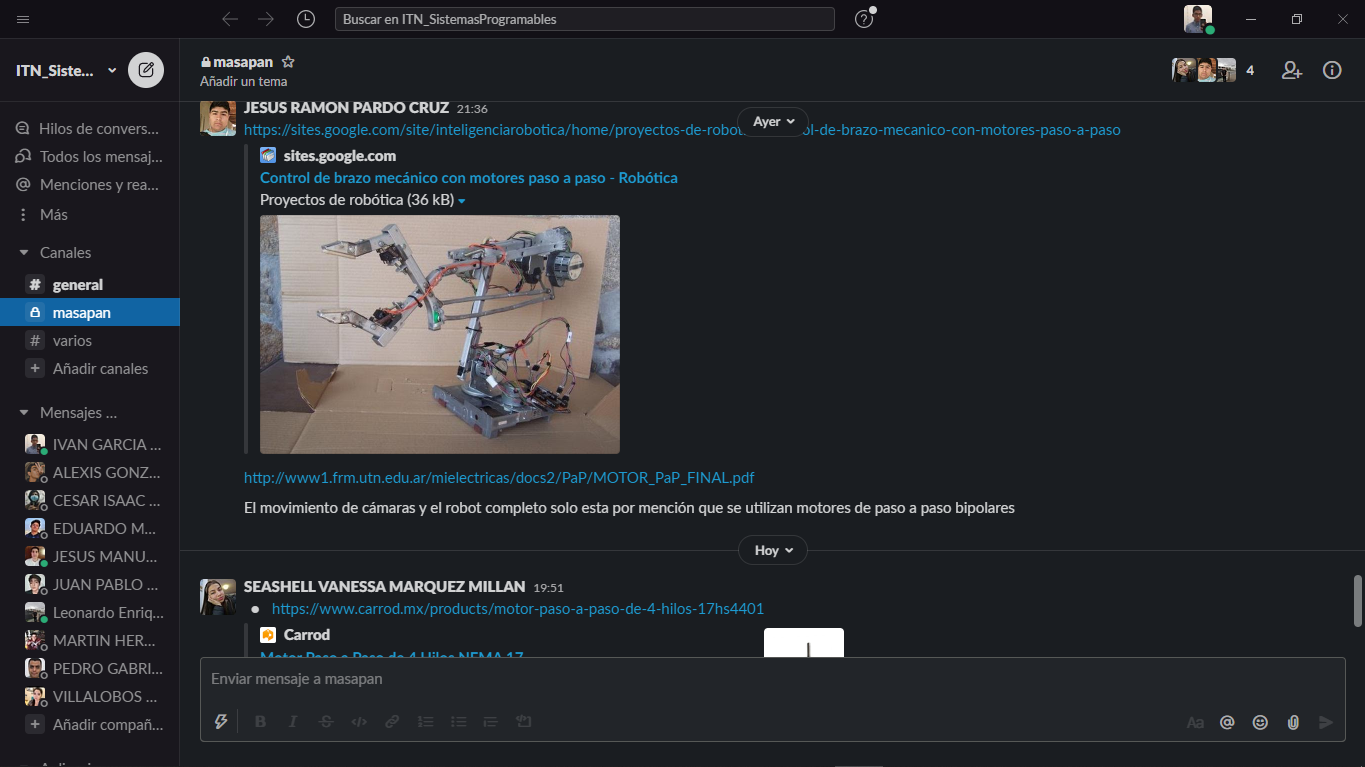 Buscar en ITN_SistemasProgramables
ITN_Siste...
masapan
Añadir un tema
4
Hilos de convers...
Todos los mensaj...
Menciones y rea...
Más
Canales
general
masapan
varios
Añadir canales
Mensajes ...
IVAN GARCIA ...
ALEXIS GONZ...
CESAR ISAAC ...
EDUARDO M...
JESUS MANU...
JUAN PABLO ...
Leonardo Enriq...
MARTIN HER...
PEDRO GABRI...
VILLALOBOS ...
Añadir compañ...
JESUS RAMON PARDO CRUZ 21:36
Ayer
https://sites.google.com/site/inteligenciarobotica/home/proyectos-de-robot ol-de-brazo-mecanico-con-motores-paso-a-paso
sites.google.com
Control de brazo mecánico con motores paso a paso - Robótica
Proyectos de robótica (36 kB)
http://www1.frm.utn.edu.ar/mielectricas/docs2/PaP/MOTOR_PaP_FINAL.pdf
El movimiento de cámaras y el robot completo solo esta por mención que se utilizan motores de paso a paso bipolares
Hoy
SEASHELL VANESSA MARQUEZ MILLAN 19:51
https://www.carrod.mx/products/motor-paso-a-paso-de-4-hilos-17hs4401
Carrod
Motor Paso a Paso de 4 Hilos NEMA 17
Enviar mensaje a masapan
B I S </> Aa @